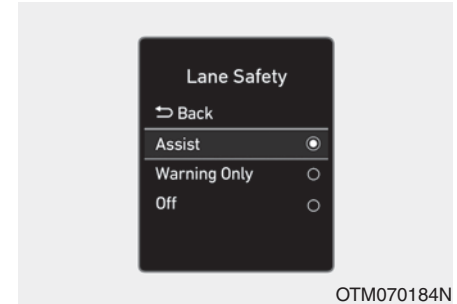 Lane Safety
Back
Assist
Warning Only
Off
OTM070184N